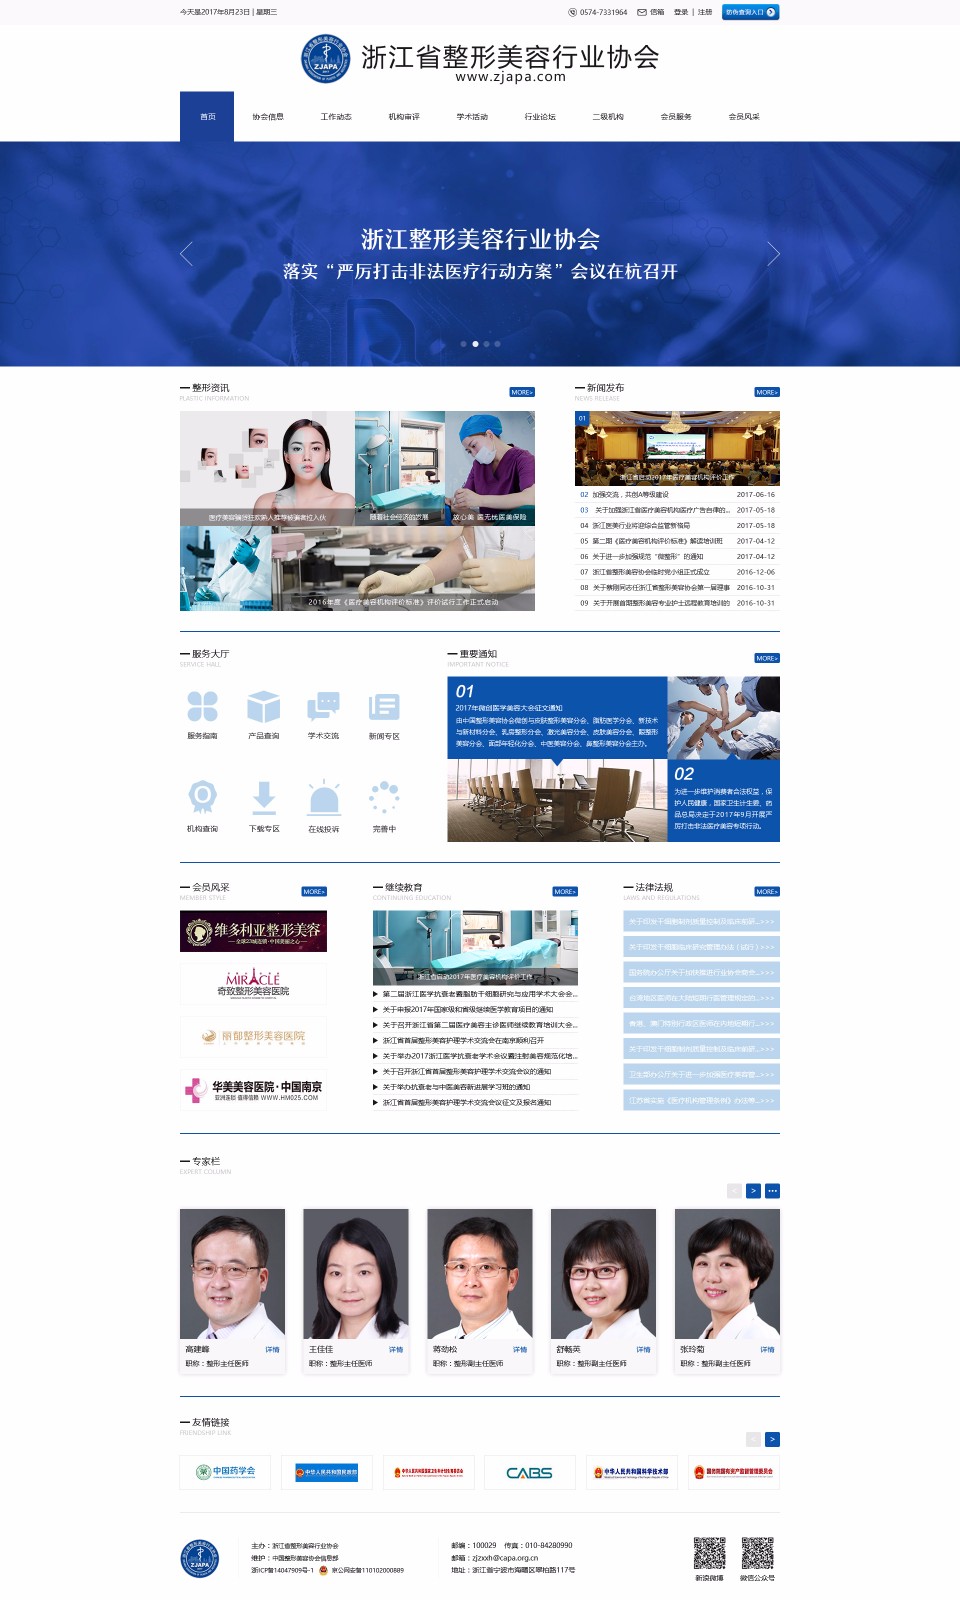 今天是2017年8月23日 | 星期三
0574-7331964 信箱 登录 | 注册 防伪查询入口
ZJAPA
浙江省整形美容行业协会
www.zjapa.com
首页 协会信息 工作动态 机构审评 学术活动 行业论坛 二级机构 会员服务 会员风采
浙江整形美容行业协会
落实“严厉打击非法医疗行动方案”会议在杭召开
整形资讯 MORE>
PLASTIC INFORMATION
医疗美容骗贷狂欢新人推荐被骗者拉入伙
随着社会经济的发展
放心美 医无忧医美保险
2016年度《医疗美容机构评价标准》评价试行工作正式启动
新闻发布 MORE>
NEWS RELEASE
01
浙江省启动2017年医疗美容机构评价工作
02 加强交流，共创A等级建设 2017-06-16
03 关于加强浙江省医疗美容机构医疗广告自律的... 2017-05-18
04 浙江医美行业将迎综合监管新格局 2017-05-18
05 第二期《医疗美容机构评价标准》解读培训班 2017-04-12
06 关于进一步加强规范“微整形”的通知 2017-04-12
07 浙江省整形美容协会临时党小组正式成立 2016-12-06
08 关于蔡刚同志任浙江省整形美容协会第一届理事 2016-10-31
09 关于开展首期整形美容专业护士远程教育培训的 2016-10-31
服务大厅
SERVICE HALL
服务指南 产品查询 学术交流 新闻专区
机构查询 下载专区 在线投诉 完善中
重要通知 MORE>
IMPORTANT NOTICE
01
2017年微创医学美容大会征文通知
由中国整形美容协会微创与皮肤整形美容分会、脂肪医学分会、新技术
与新材料分会、乳房整形分会、激光美容分会、皮肤美容分会、眼整形
美容分会、面部年轻化分会、中医美容分会、鼻整形美容分会主办。
02
为进一步维护消费者合法权益，保
护人民健康，国家卫生计生委、药
品总局决定于2017年9月开展严
厉打击非法医疗美容专项行动。
会员风采 MORE>
MEMBER STYLE
维多利亚整形美容
全球23城连锁·中国美丽之心
MIRACLE
奇致整形美容医院
丽都整形美容医院
华美美容医院·中国南京
亚洲连锁 值得信赖 WWW.HM025.COM
继续教育 MORE>
CONTINUING EDUCATION
浙江省启动2017年医疗美容机构评价工作
第二届浙江医学抗衰老暨脂肪干细胞研究与应用学术大会会...
关于申报2017年国家级和省级继续医学教育项目的通知
关于召开浙江省第二届医疗美容主诊医师继续教育培训大会...
浙江省首届整形美容护理学术交流会在南京顺利召开
关于举办2017浙江医学抗衰老学术会议暨注射美容规范化培...
关于召开浙江省首届整形美容护理学术交流会议的通知
关于举办抗衰老与中医美容新进展学习班的通知
浙江省首届整形美容护理学术交流会议征文及报名通知
法律法规 MORE>
LAWS AND REGULATIONS
关于印发干细胞制剂质量控制及临床前研...>>>
关于印发干细胞临床研究管理办法（试行）>>>
国务院办公厅关于加快推进行业协会商会...>>>
台湾地区医师在大陆短期行医管理规定的...>>>
香港、澳门特别行政区医师在内地短期行...>>>
关于印发干细胞制剂质量控制及临床前研...>>>
卫生部办公厅关于进一步加强医疗美容管...>>>
江苏省实施《医疗机构管理条例》办法等...>>>
专家栏
EXPERT COLUMN
< > •••
高建峰 详情
职称：整形主任医师
王佳佳 详情
职称：整形主任医师
蒋劲松 详情
职称：整形副主任医师
舒畅英 详情
职称：整形副主任医师
张玲菊 详情
职称：整形副主任医师
友情链接
FRIENDSHIP LINK
< >
中国药学会
中华人民共和国民政部
中华人民共和国国家卫生和计划生育委员会
CABS
中华人民共和国科学技术部
国务院国有资产监督管理委员会
ZJAPA
主办：浙江省整形美容行业协会
维护：中国整形美容协会信息部
浙ICP备14047909号-1 京公网安备110102000889
邮编：100029 传真：010-84280990
邮箱：zjzxxh@capa.org.cn
地址：浙江省宁波市海曙区翠柏路117号
新浪微博 微信公众号